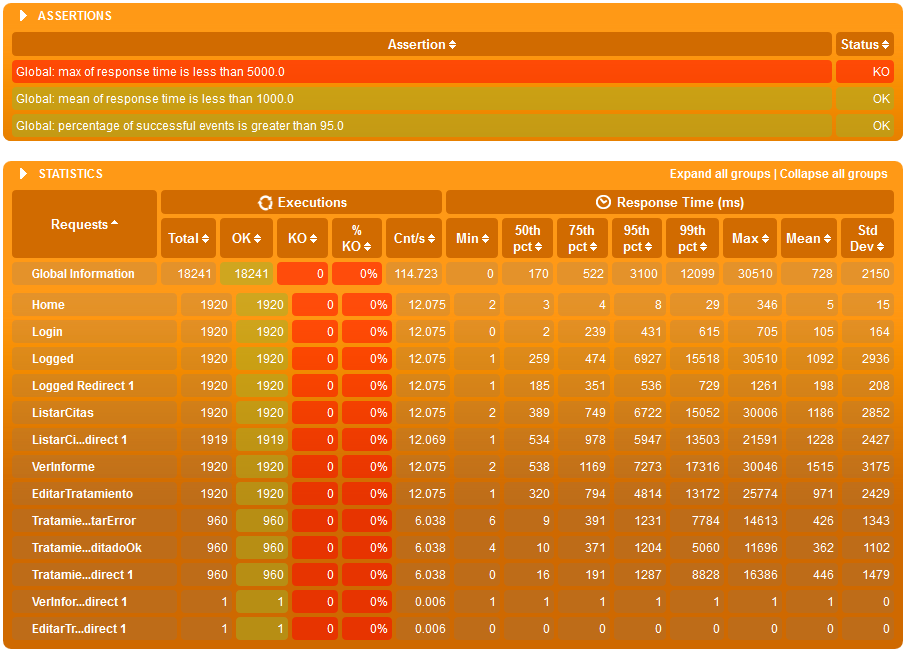 ASSERTIONS
Assertion Status
Global: max of response time is less than 5000.0 KO
Global: mean of response time is less than 1000.0 OK
Global: percentage of successful events is greater than 95.0 OK
STATISTICS Expand all groups | Collapse all groups
Requests Executions Response Time (ms)
Total OK KO % KO Cnt/s Min 50th pct 75th pct 95th pct 99th pct Max Mean Std Dev
Global Information 18241 18241 0 0% 114.723 0 170 522 3100 12099 30510 728 2150
Home 1920 1920 0 0% 12.075 2 3 4 8 29 346 5 15
Login 1920 1920 0 0% 12.075 0 2 239 431 615 705 105 164
Logged 1920 1920 0 0% 12.075 1 259 474 6927 15518 30510 1092 2936
Logged Redirect 1 1920 1920 0 0% 12.075 1 185 351 536 729 1261 198 208
ListarCitas 1920 1920 0 0% 12.075 2 389 749 6722 15052 30006 1186 2852
ListarCi...direct 1 1919 1919 0 0% 12.069 1 534 978 5947 13503 21591 1228 2427
VerInforme 1920 1920 0 0% 12.075 2 538 1169 7273 17316 30046 1515 3175
EditarTratamiento 1920 1920 0 0% 12.075 1 320 794 4814 13172 25774 971 2429
Tratamie...tarError 960 960 0 0% 6.038 6 9 391 1231 7784 14613 426 1343
Tratamie...ditadoOk 960 960 0 0% 6.038 4 10 371 1204 5060 11696 362 1102
Tratamie...direct 1 960 960 0 0% 6.038 0 16 191 1287 8828 16386 446 1479
VerInfor...direct 1 1 1 0 0% 0.006 1 1 1 1 1 1 1 0
EditarTr...direct 1 1 1 0 0% 0.006 0 0 0 0 0 0 0 0